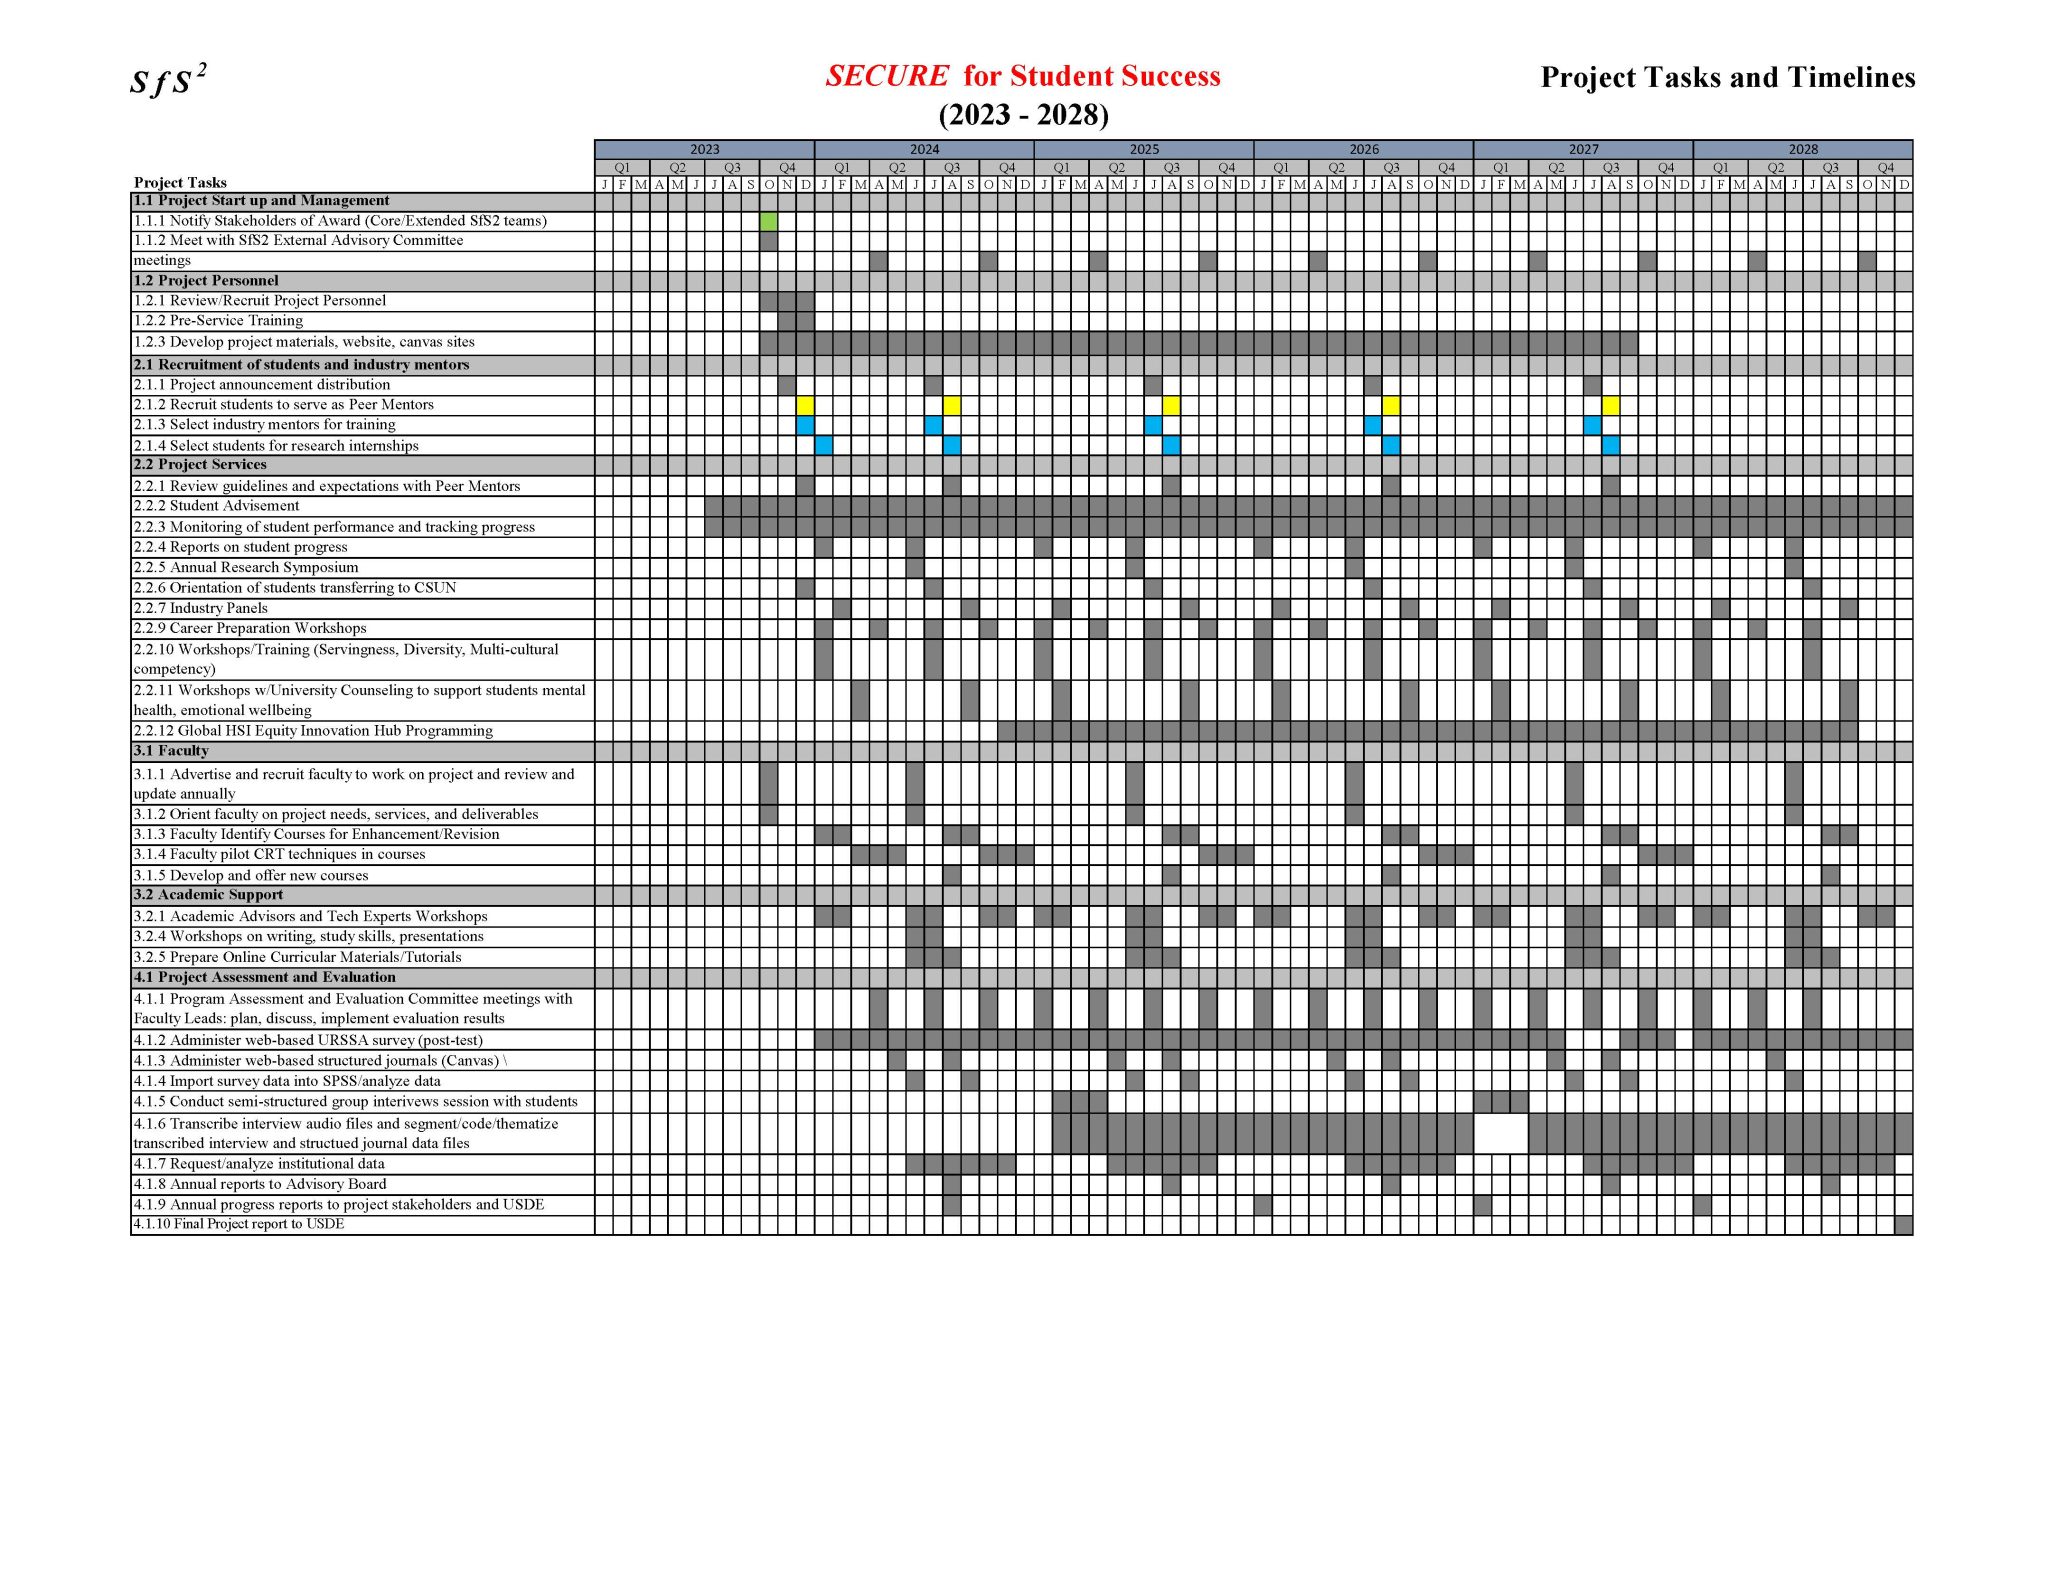 SfS2
SECURE for Student Success
Project Tasks and Timelines
(2023 - 2028)
2023 2024 2025 2026 2027 2028
Q1 Q2 Q3 Q4 Q1 Q2 Q3 Q4 Q1 Q2 Q3 Q4 Q1 Q2 Q3 Q4 Q1 Q2 Q3 Q4 Q1 Q2 Q3 Q4
Project Tasks J F M A M J J A S O N D J F M A M J J A S O N D J F M A M J J A S O N D J F M A M J J A S O N D J F M A M J J A S O N D J F M A M J J A S O N D
1.1 Project Start up and Management
1.1.1 Notify Stakeholders of Award (Core/Extended SfS2 teams)
1.1.2 Meet with SfS2 External Advisory Committee
meetings
1.2 Project Personnel
1.2.1 Review/Recruit Project Personnel
1.2.2 Pre-Service Training
1.2.3 Develop project materials, website, canvas sites
2.1 Recruitment of students and industry mentors
2.1.1 Project announcement distribution
2.1.2 Recruit students to serve as Peer Mentors
2.1.3 Select industry mentors for training
2.1.4 Select students for research internships
2.2 Project Services
2.2.1 Review guidelines and expectations with Peer Mentors
2.2.2 Student Advisement
2.2.3 Monitoring of student performance and tracking progress
2.2.4 Reports on student progress
2.2.5 Annual Research Symposium
2.2.6 Orientation of students transferring to CSUN
2.2.7 Industry Panels
2.2.9 Career Preparation Workshops
2.2.10 Workshops/Training (Servingness, Diversity, Multi-cultural
competency)
2.2.11 Workshops w/University Counseling to support students mental
health, emotional wellbeing
2.2.12 Global HSI Equity Innovation Hub Programming
3.1 Faculty
3.1.1 Advertise and recruit faculty to work on project and review and
update annually
3.1.2 Orient faculty on project needs, services, and deliverables
3.1.3 Faculty Identify Courses for Enhancement/Revision
3.1.4 Faculty pilot CRT techniques in courses
3.1.5 Develop and offer new courses
3.2 Academic Support
3.2.1 Academic Advisors and Tech Experts Workshops
3.2.4 Workshops on writing, study skills, presentations
3.2.5 Prepare Online Curricular Materials/Tutorials
4.1 Project Assessment and Evaluation
4.1.1 Program Assessment and Evaluation Committee meetings with
Faculty Leads: plan, discuss, implement evaluation results
4.1.2 Administer web-based URSSA survey (post-test)
4.1.3 Administer web-based structured journals (Canvas) \
4.1.4 Import survey data into SPSS/analyze data
4.1.5 Conduct semi-structured group interivews session with students
4.1.6 Transcribe interview audio files and segment/code/thematize
transcribed interview and structued journal data files
4.1.7 Request/analyze institutional data
4.1.8 Annual reports to Advisory Board
4.1.9 Annual progress reports to project stakeholders and USDE
4.1.10 Final Project report to USDE